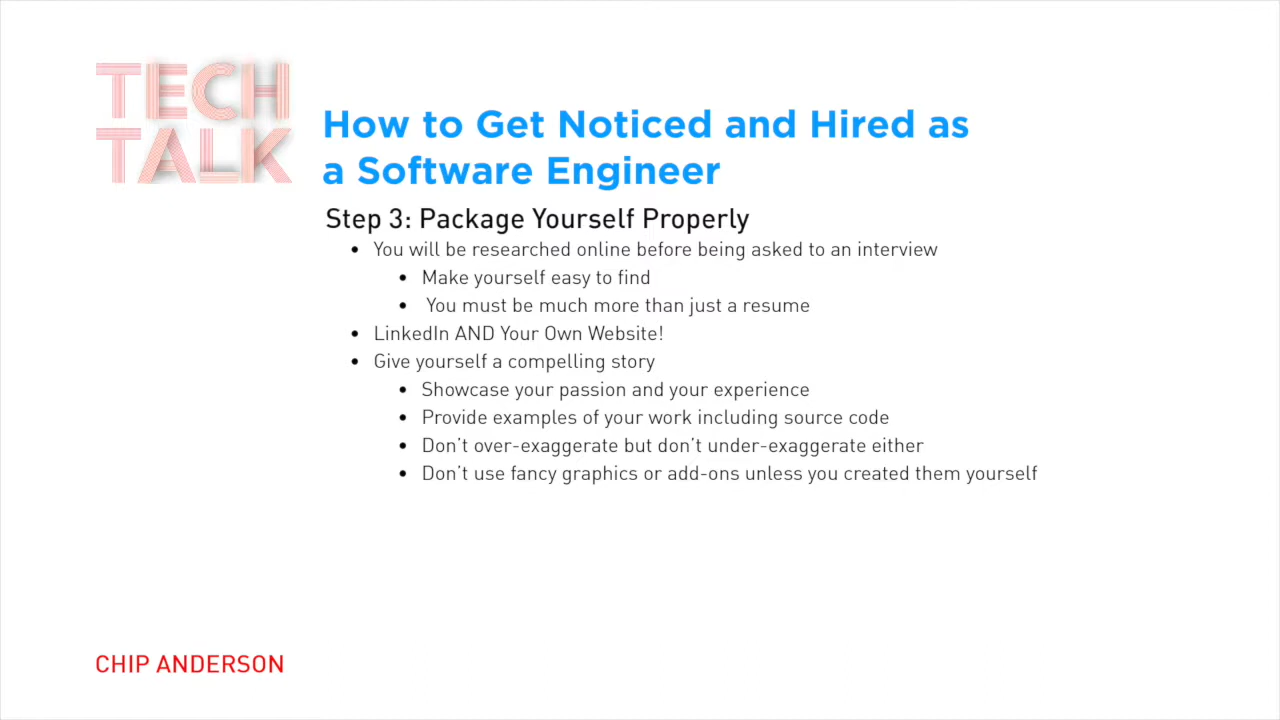 TECH
TALK
How to Get Noticed and Hired as
a Software Engineer
Step 3: Package Yourself Properly
• You will be researched online before being asked to an interview
• Make yourself easy to find
• You must be much more than just a resume
• LinkedIn AND Your Own Website!
• Give yourself a compelling story
• Showcase your passion and your experience
• Provide examples of your work including source code
• Don't over-exaggerate but don't under-exaggerate either
• Don't use fancy graphics or add-ons unless you created them yourself
CHIP ANDERSON